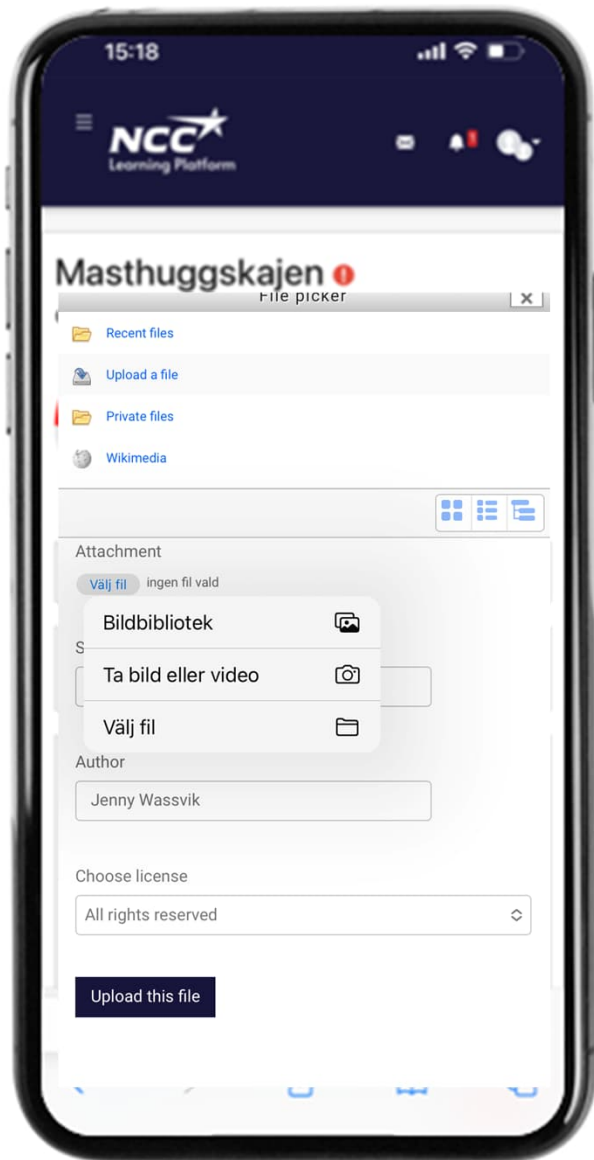 15:18
NCC
Learning Platform
Masthuggskajen
File picker
Recent files
Upload a file
Private files
Wikimedia
Attachment
Välj fil ingen fil vald
Bildbibliotek
S
Ta bild eller video
Välj fil
Author
Jenny Wassvik
Choose license
All rights reserved
Upload this file